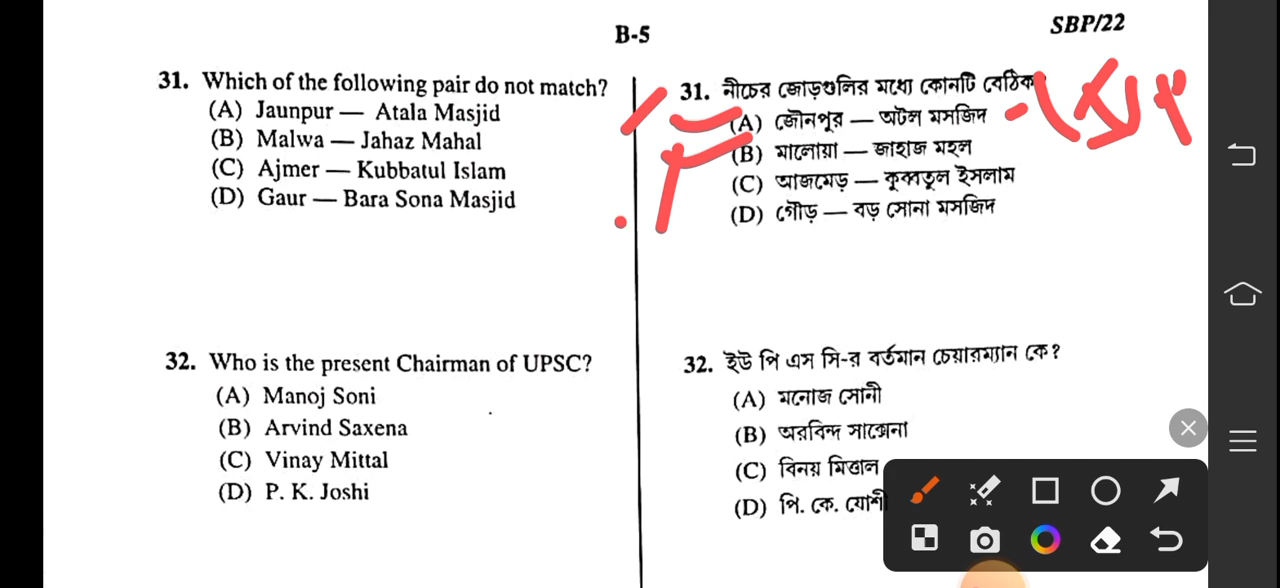 B-5
SBP/22
31. Which of the following pair do not match?
(A) Jaunpur — Atala Masjid
(B) Malwa — Jahaz Mahal
(C) Ajmer — Kubbatul Islam
(D) Gaur — Bara Sona Masjid
32. Who is the present Chairman of UPSC?
(A) Manoj Soni
(B) Arvind Saxena
(C) Vinay Mittal
(D) P. K. Joshi
31. নীচের জোড়গুলির মধ্যে কোনটি বেঠিক
(A) জৌনপুর — অটল মসজিদ
(B) মালোয়া — জাহাজ মহল
(C) আজমেড় — কুব্বতুল ইসলাম
(D) গৌড় — বড় সোনা মসজিদ
32. ইউ পি এস সি-র বর্তমান চেয়ারম্যান কে?
(A) মনোজ সোনী
(B) অরবিন্দ সাক্সেনা
(C) বিনয় মিত্তাল
(D) পি. কে. যোশী